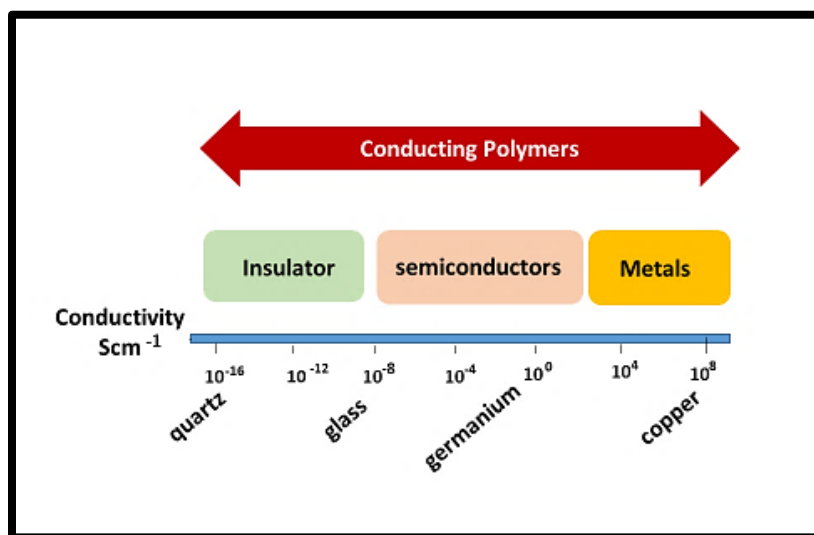 Conducting Polymers
Insulator
semiconductors
Metals
Conductivity
Scm ⁻¹
10⁻¹⁶
10⁻¹²
10⁻⁸
10⁻⁴
10⁰
10⁴
10⁸
quartz
glass
germanium
copper